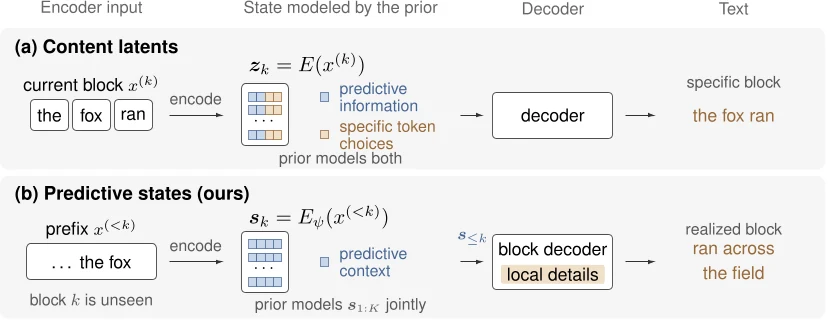 Encoder input
State modeled by the prior
Decoder
Text
(a) Content latents
current block x^(k)
the fox ran
encode
z_k = E(x^(k))
...
predictive
information
specific token
choices
prior models both
decoder
specific block
the fox ran
(b) Predictive states (ours)
prefix x^(<k)
... the fox
block k is unseen
encode
s_k = E_ψ(x^(<k))
...
predictive
context
prior models s_1:K jointly
s_≤k
block decoder
local details
realized block
ran across
the field